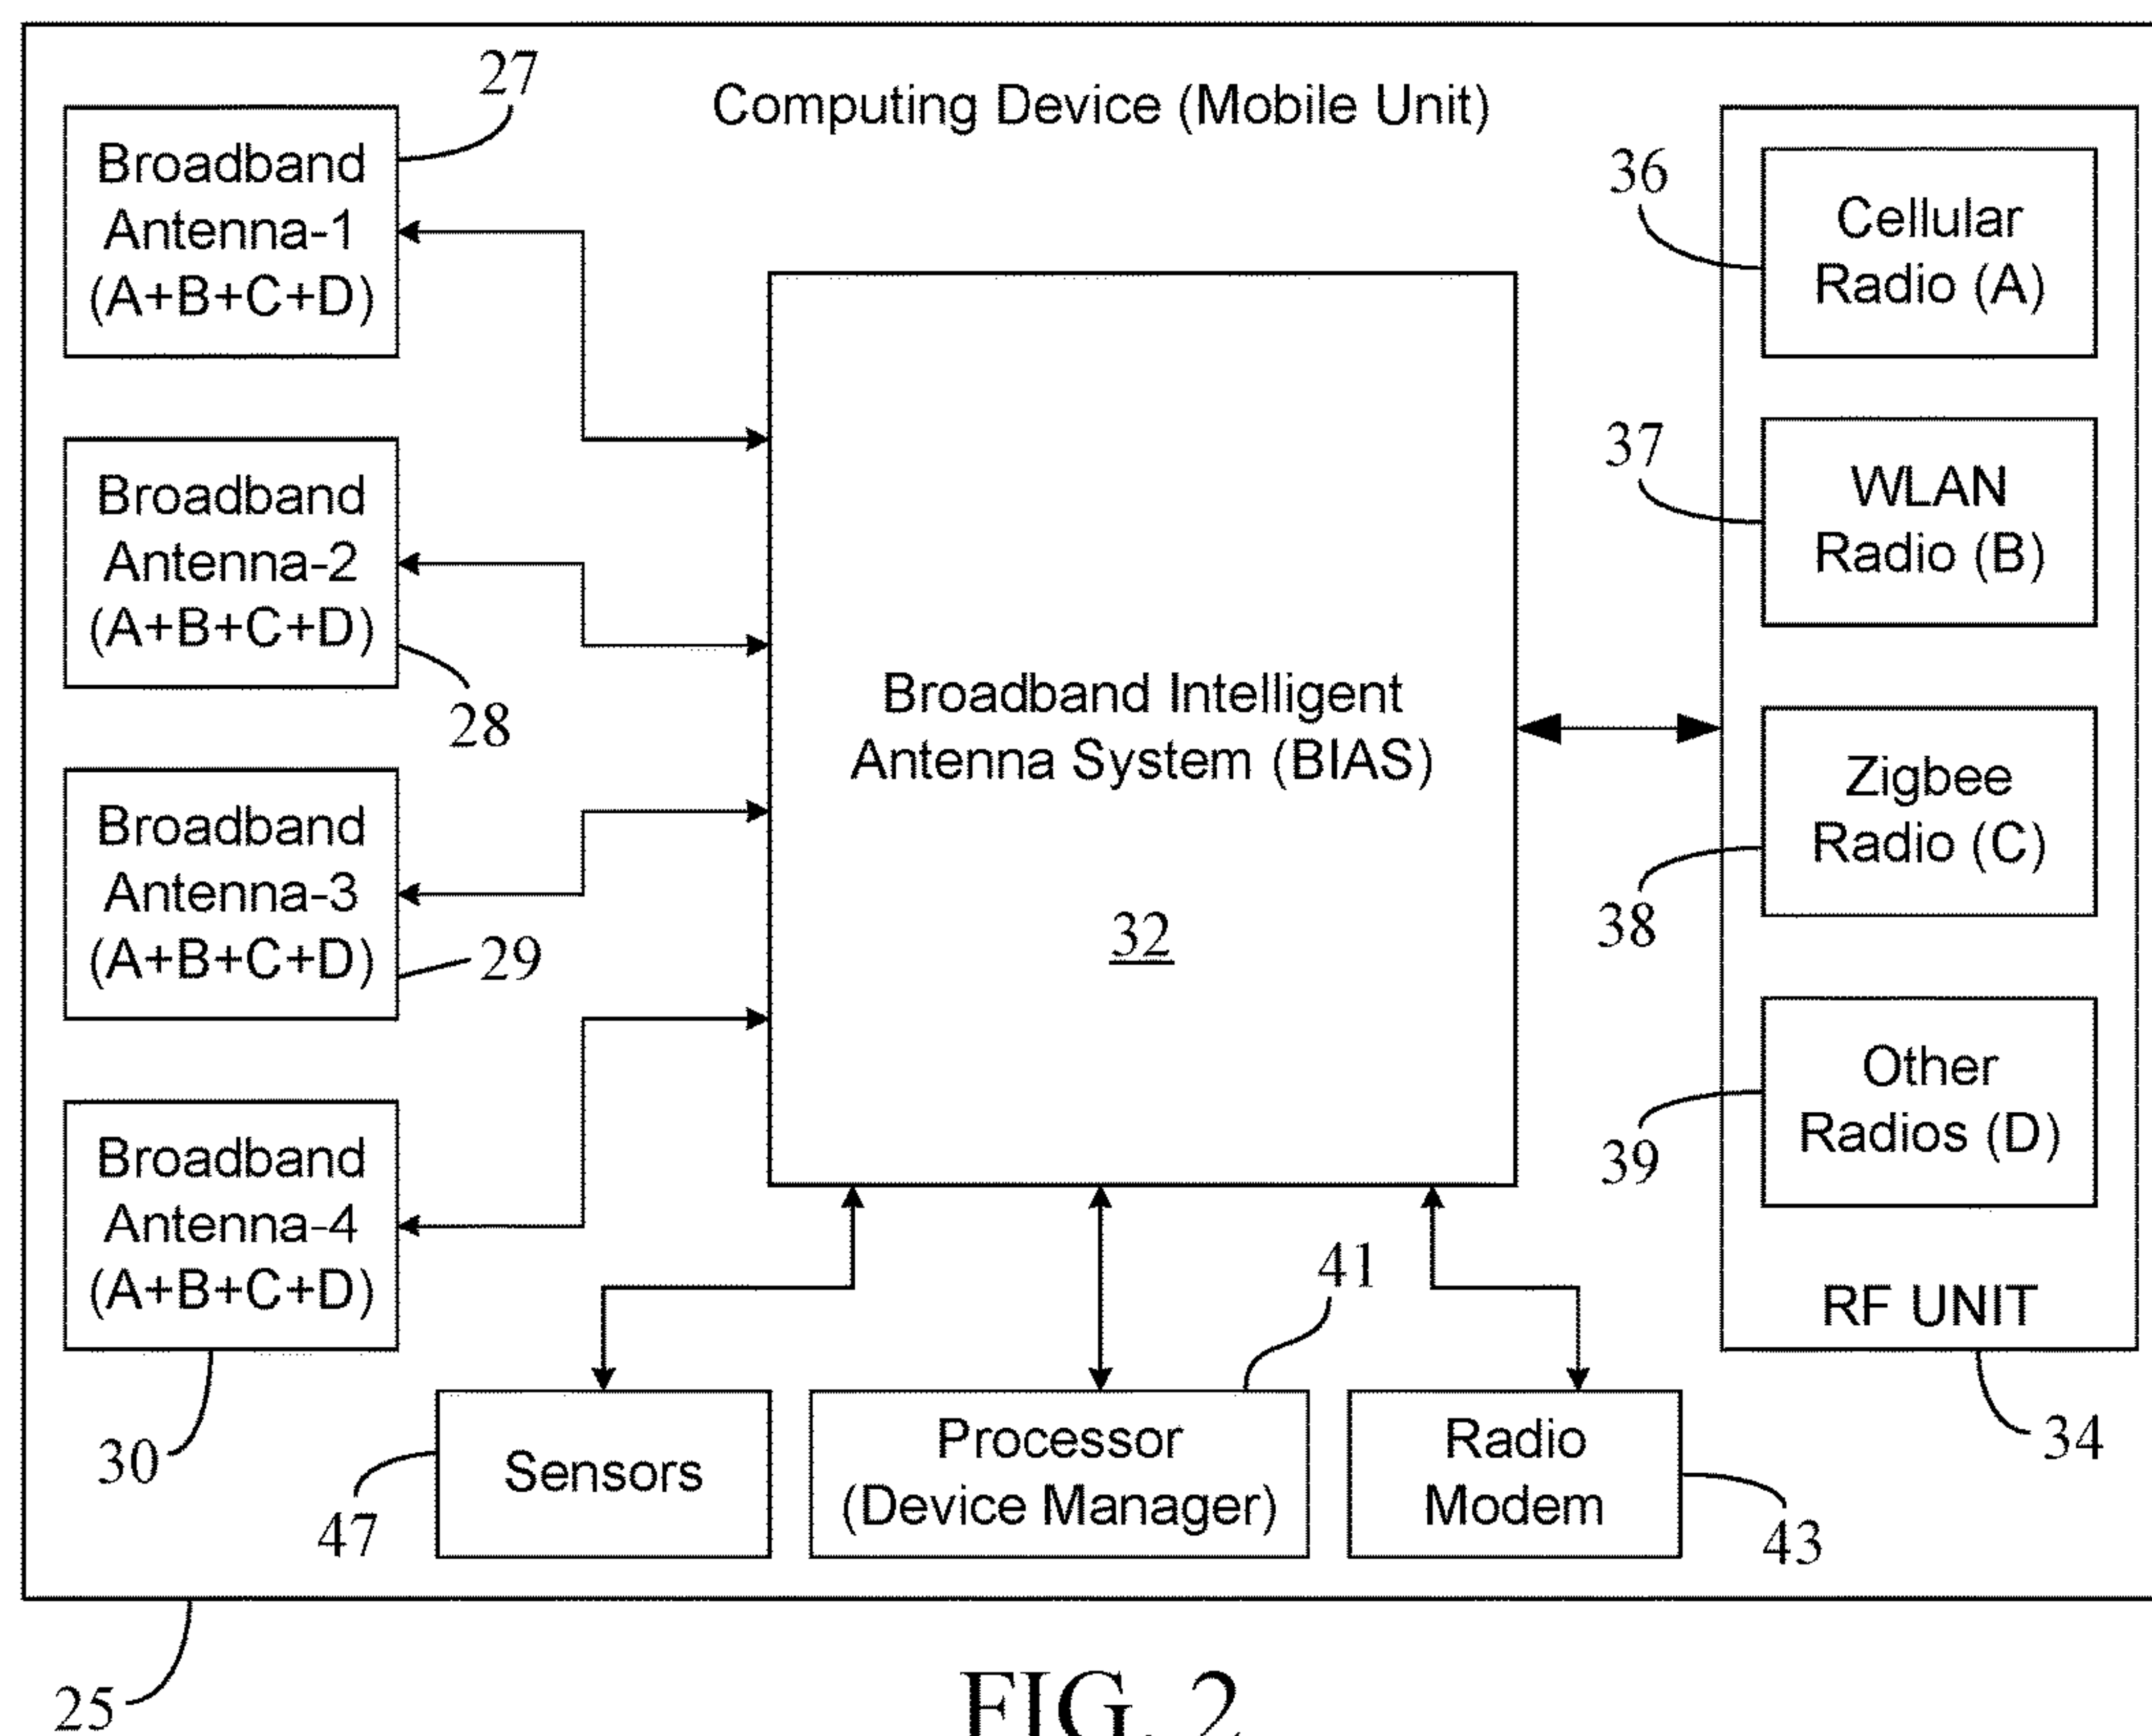 Computing Device (Mobile Unit)
27
Broadband
Antenna-1
(A+B+C+D)
Broadband
Antenna-2
(A+B+C+D)
28
Broadband
Antenna-3
(A+B+C+D)
29
Broadband
Antenna-4
(A+B+C+D)
30
Broadband Intelligent
Antenna System (BIAS)
32
36
Cellular
Radio (A)
37
WLAN
Radio (B)
Zigbee
Radio (C)
38
Other
Radios (D)
39
RF UNIT
34
Sensors
47
41
Processor
(Device Manager)
Radio
Modem
43
25
FIG. 2